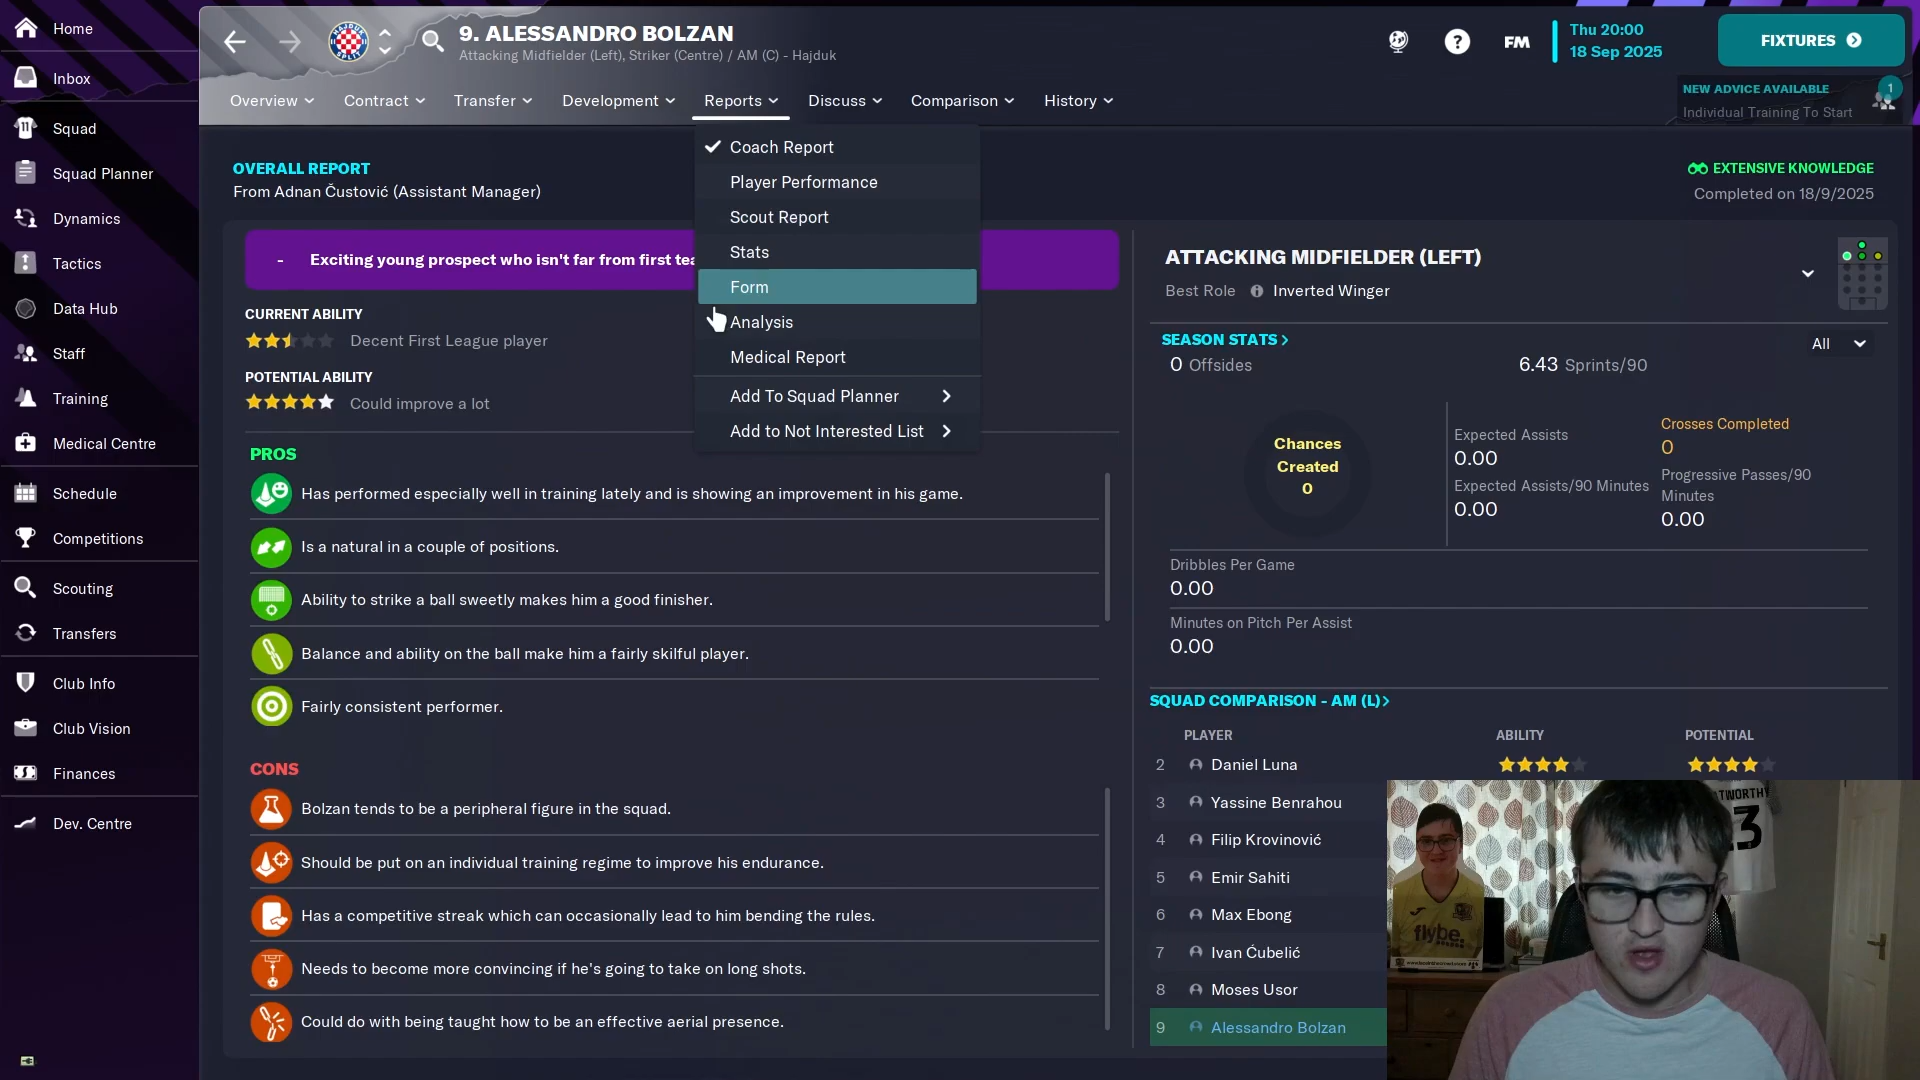 Home
Inbox
Squad
Squad Planner
Dynamics
Tactics
Data Hub
Staff
Training
Medical Centre
Schedule
Competitions
Scouting
Transfers
Club Info
Club Vision
Finances
Dev. Centre
9. ALESSANDRO BOLZAN
Attacking Midfielder (Left), Striker (Centre) / AM (C) - Hajduk
FM
Thu 20:00
18 Sep 2025
FIXTURES
Overview
Contract
Transfer
Development
Reports
Discuss
Comparison
History
NEW ADVICE AVAILABLE
Individual Training To Start
1
Coach Report
Player Performance
Scout Report
Stats
Form
Analysis
Medical Report
Add To Squad Planner
Add to Not Interested List
OVERALL REPORT
From Adnan Čustović (Assistant Manager)
EXTENSIVE KNOWLEDGE
Completed on 18/9/2025
- Exciting young prospect who isn't far from first tea
CURRENT ABILITY
Decent First League player
POTENTIAL ABILITY
Could improve a lot
PROS
Has performed especially well in training lately and is showing an improvement in his game.
Is a natural in a couple of positions.
Ability to strike a ball sweetly makes him a good finisher.
Balance and ability on the ball make him a fairly skilful player.
Fairly consistent performer.
CONS
Bolzan tends to be a peripheral figure in the squad.
Should be put on an individual training regime to improve his endurance.
Has a competitive streak which can occasionally lead to him bending the rules.
Needs to become more convincing if he's going to take on long shots.
Could do with being taught how to be an effective aerial presence.
ATTACKING MIDFIELDER (LEFT)
Best Role Inverted Winger
SEASON STATS
All
0 Offsides
6.43 Sprints/90
Chances
Created
0
Expected Assists
0.00
Expected Assists/90 Minutes
0.00
Crosses Completed
0
Progressive Passes/90
Minutes
0.00
Dribbles Per Game
0.00
Minutes on Pitch Per Assist
0.00
SQUAD COMPARISON - AM (L)
PLAYER ABILITY POTENTIAL
2 Daniel Luna
3 Yassine Benrahou
4 Filip Krovinović
5 Emir Sahiti
6 Max Ebong
7 Ivan Ćubelić
8 Moses Usor
9 Alessandro Bolzan
flybe.
ATWORTHY
3